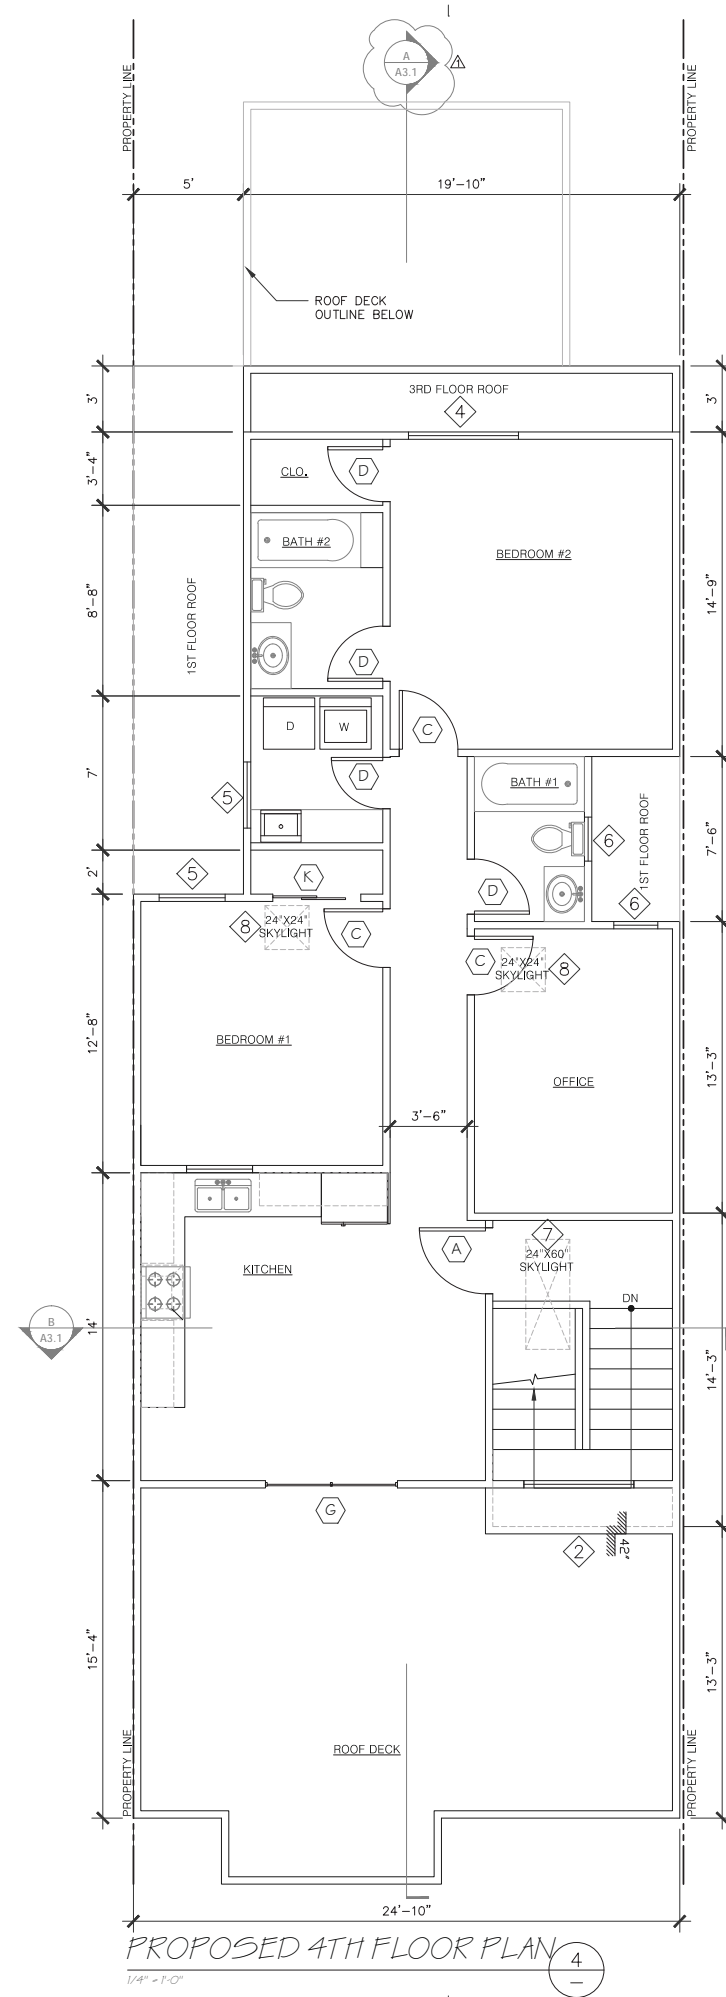 A
A3.1
1
PROPERTY LINE
PROPERTY LINE
5'
19'-10"
ROOF DECK
OUTLINE BELOW
3'
3RD FLOOR ROOF
3'
4
3'-4"
CLO.
D
BATH #2
BEDROOM #2
8'-8"
1ST FLOOR ROOF
14'-9"
D
D
W
C
7'
D
BATH #1
5
6
1ST FLOOR ROOF
7'-6"
2'
5
K
D
6
8
24"X24"
SKYLIGHT
C
C
24"X24"
SKYLIGHT
8
12'-8"
BEDROOM #1
OFFICE
13'-3"
3'-6"
7
A
24"X60"
SKYLIGHT
KITCHEN
DN
B
A3.1
14'
14'-3"
G
2
42"
15'-4"
13'-3"
ROOF DECK
PROPERTY LINE
PROPERTY LINE
24'-10"
PROPOSED 4TH FLOOR PLAN
4
–
1/4" = 1'-0"